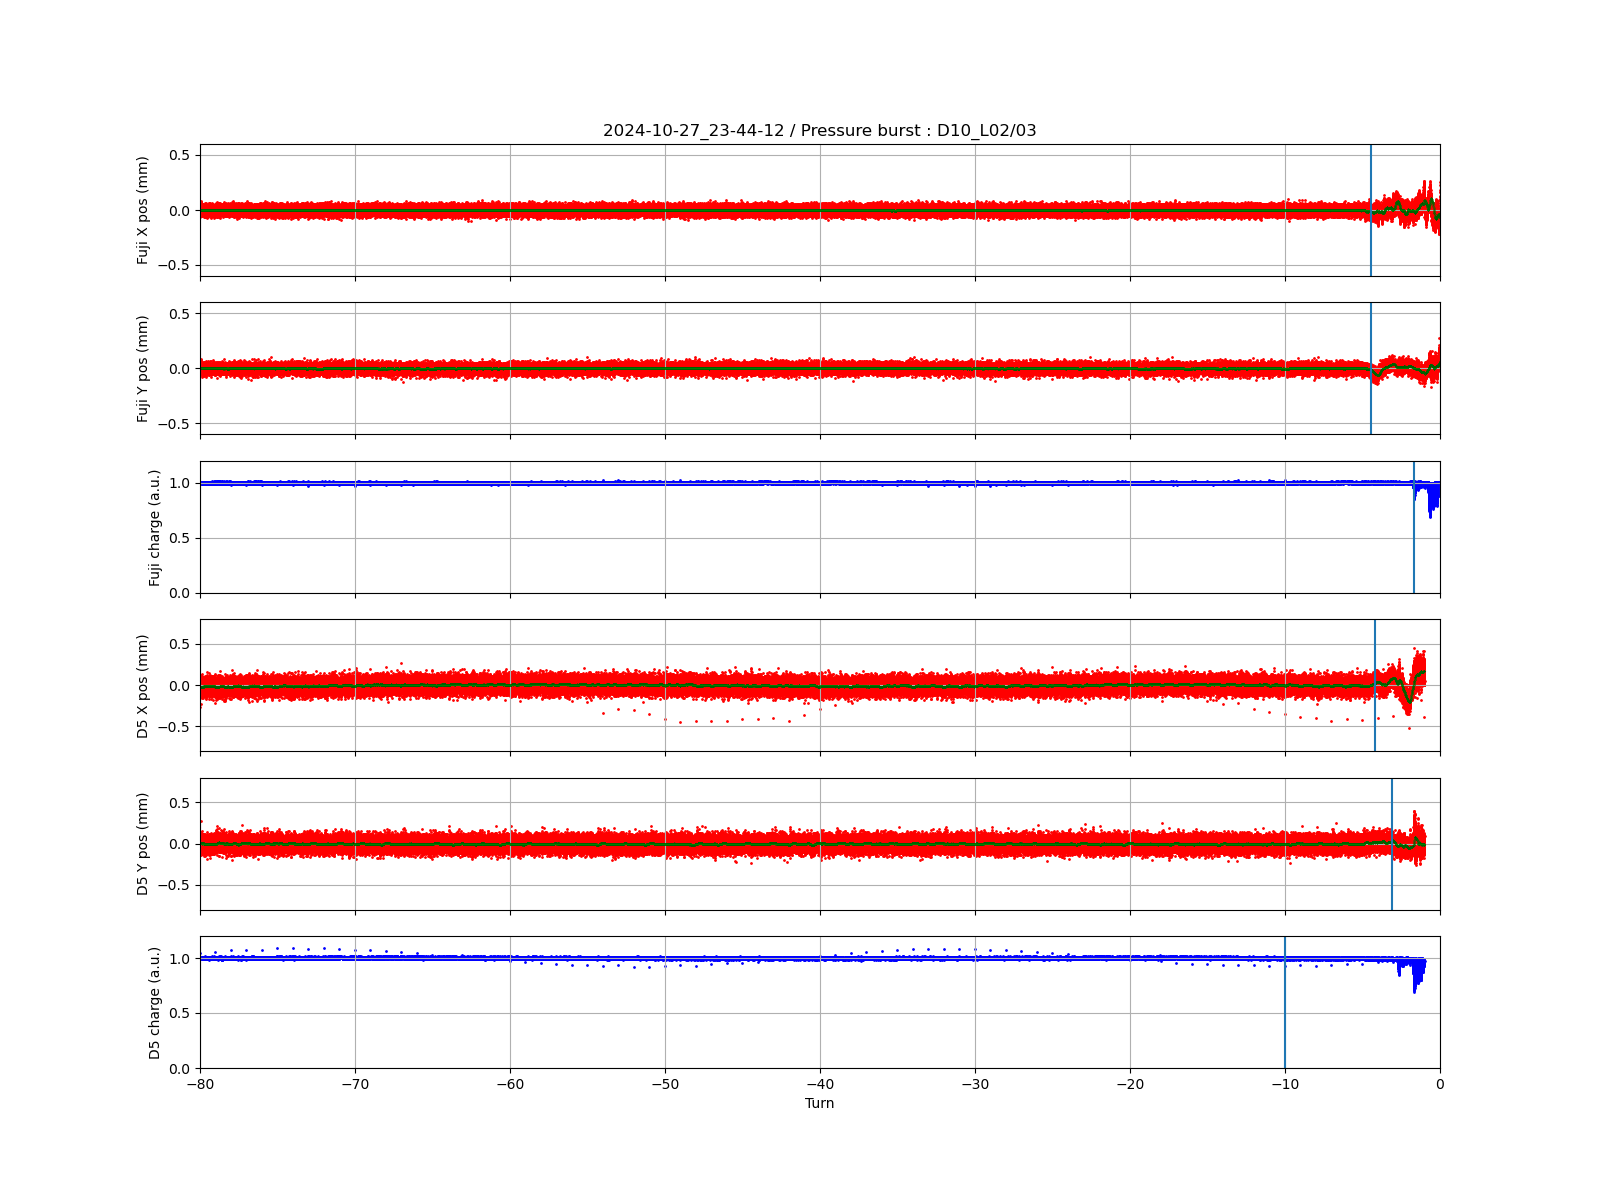 2024-10-27_23-44-12 / Pressure burst : D10_L02/03
Fuji X pos (mm)
0.5
0.0
−0.5
Fuji Y pos (mm)
0.5
0.0
−0.5
Fuji charge (a.u.)
1.0
0.5
0.0
D5 X pos (mm)
0.5
0.0
−0.5
D5 Y pos (mm)
0.5
0.0
−0.5
D5 charge (a.u.)
1.0
0.5
0.0
−80 −70 −60 −50 −40 −30 −20 −10 0
Turn